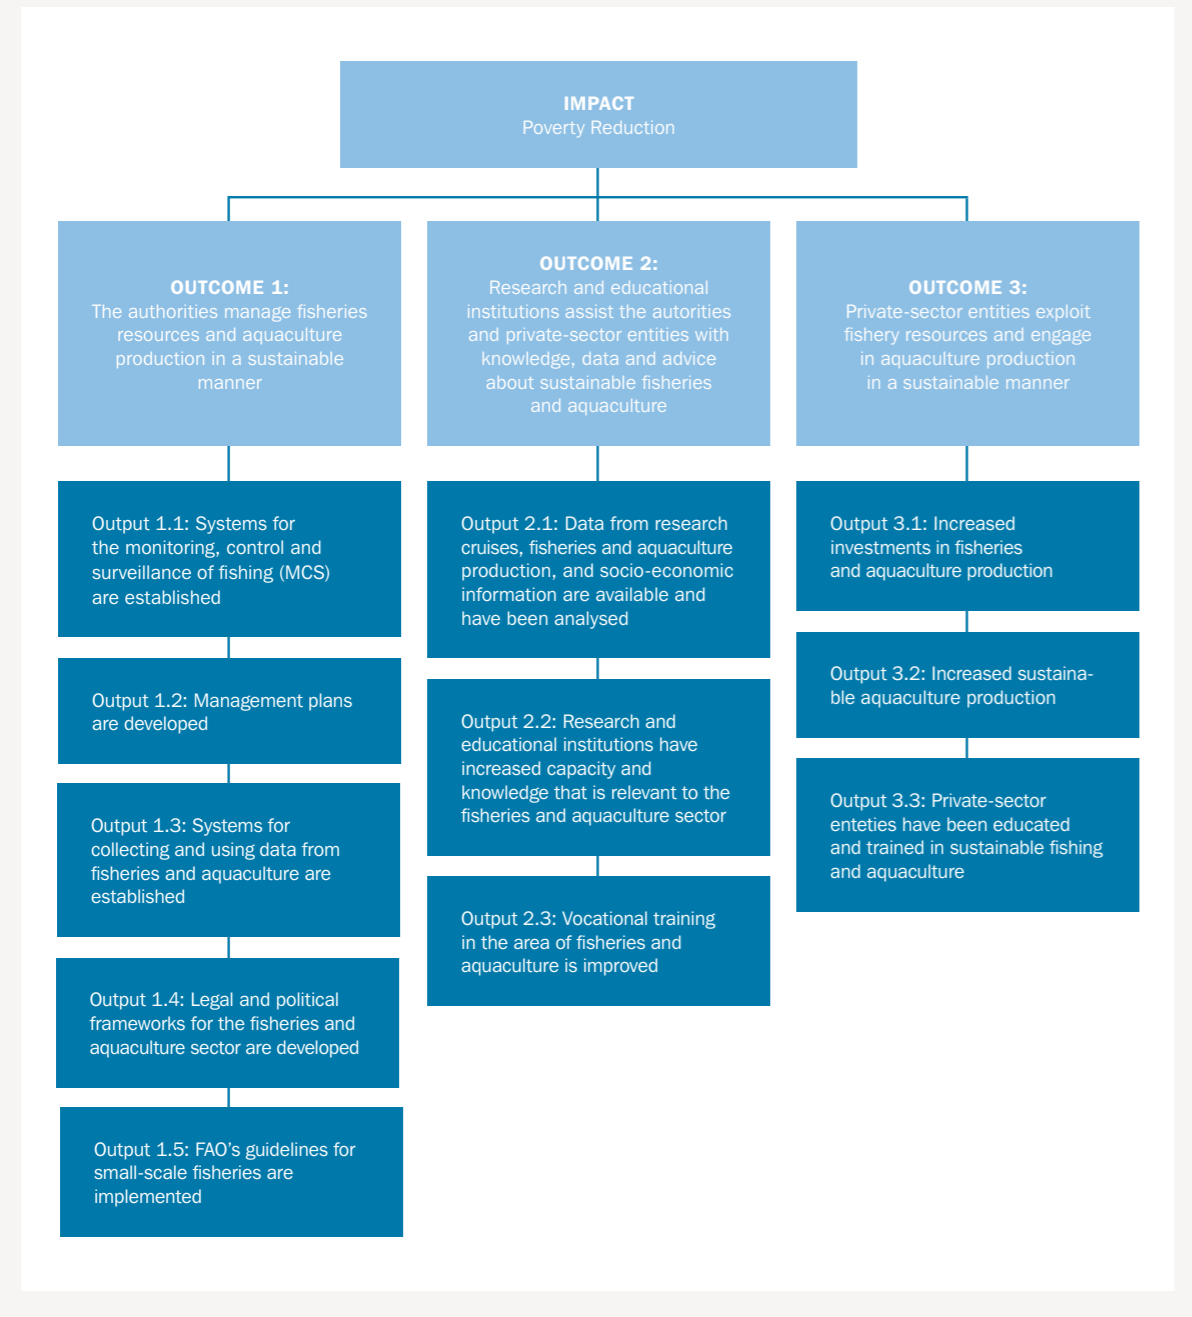 IMPACT
Poverty Reduction
OUTCOME 1:
The authorities manage fisheries
resources and aquaculture
production in a sustainable
manner
OUTCOME 2:
Research and educational
institutions assist the autorities
and private-sector entities with
knowledge, data and advice
about sustainable fisheries
and aquaculture
OUTCOME 3:
Private-sector entities exploit
fishery resources and engage
in aquaculture production
in a sustainable manner
Output 1.1: Systems for
the monitoring, control and
surveillance of fishing (MCS)
are established
Output 1.2: Management plans
are developed
Output 1.3: Systems for
collecting and using data from
fisheries and aquaculture are
established
Output 1.4: Legal and political
frameworks for the fisheries and
aquaculture sector are developed
Output 1.5: FAO's guidelines for
small-scale fisheries are
implemented
Output 2.1: Data from research
cruises, fisheries and aquaculture
production, and socio-economic
information are available and
have been analysed
Output 2.2: Research and
educational institutions have
increased capacity and
knowledge that is relevant to the
fisheries and aquaculture sector
Output 2.3: Vocational training
in the area of fisheries and
aquaculture is improved
Output 3.1: Increased
investments in fisheries
and aquaculture production
Output 3.2: Increased sustaina-
ble aquaculture production
Output 3.3: Private-sector
enteties have been educated
and trained in sustainable fishing
and aquaculture